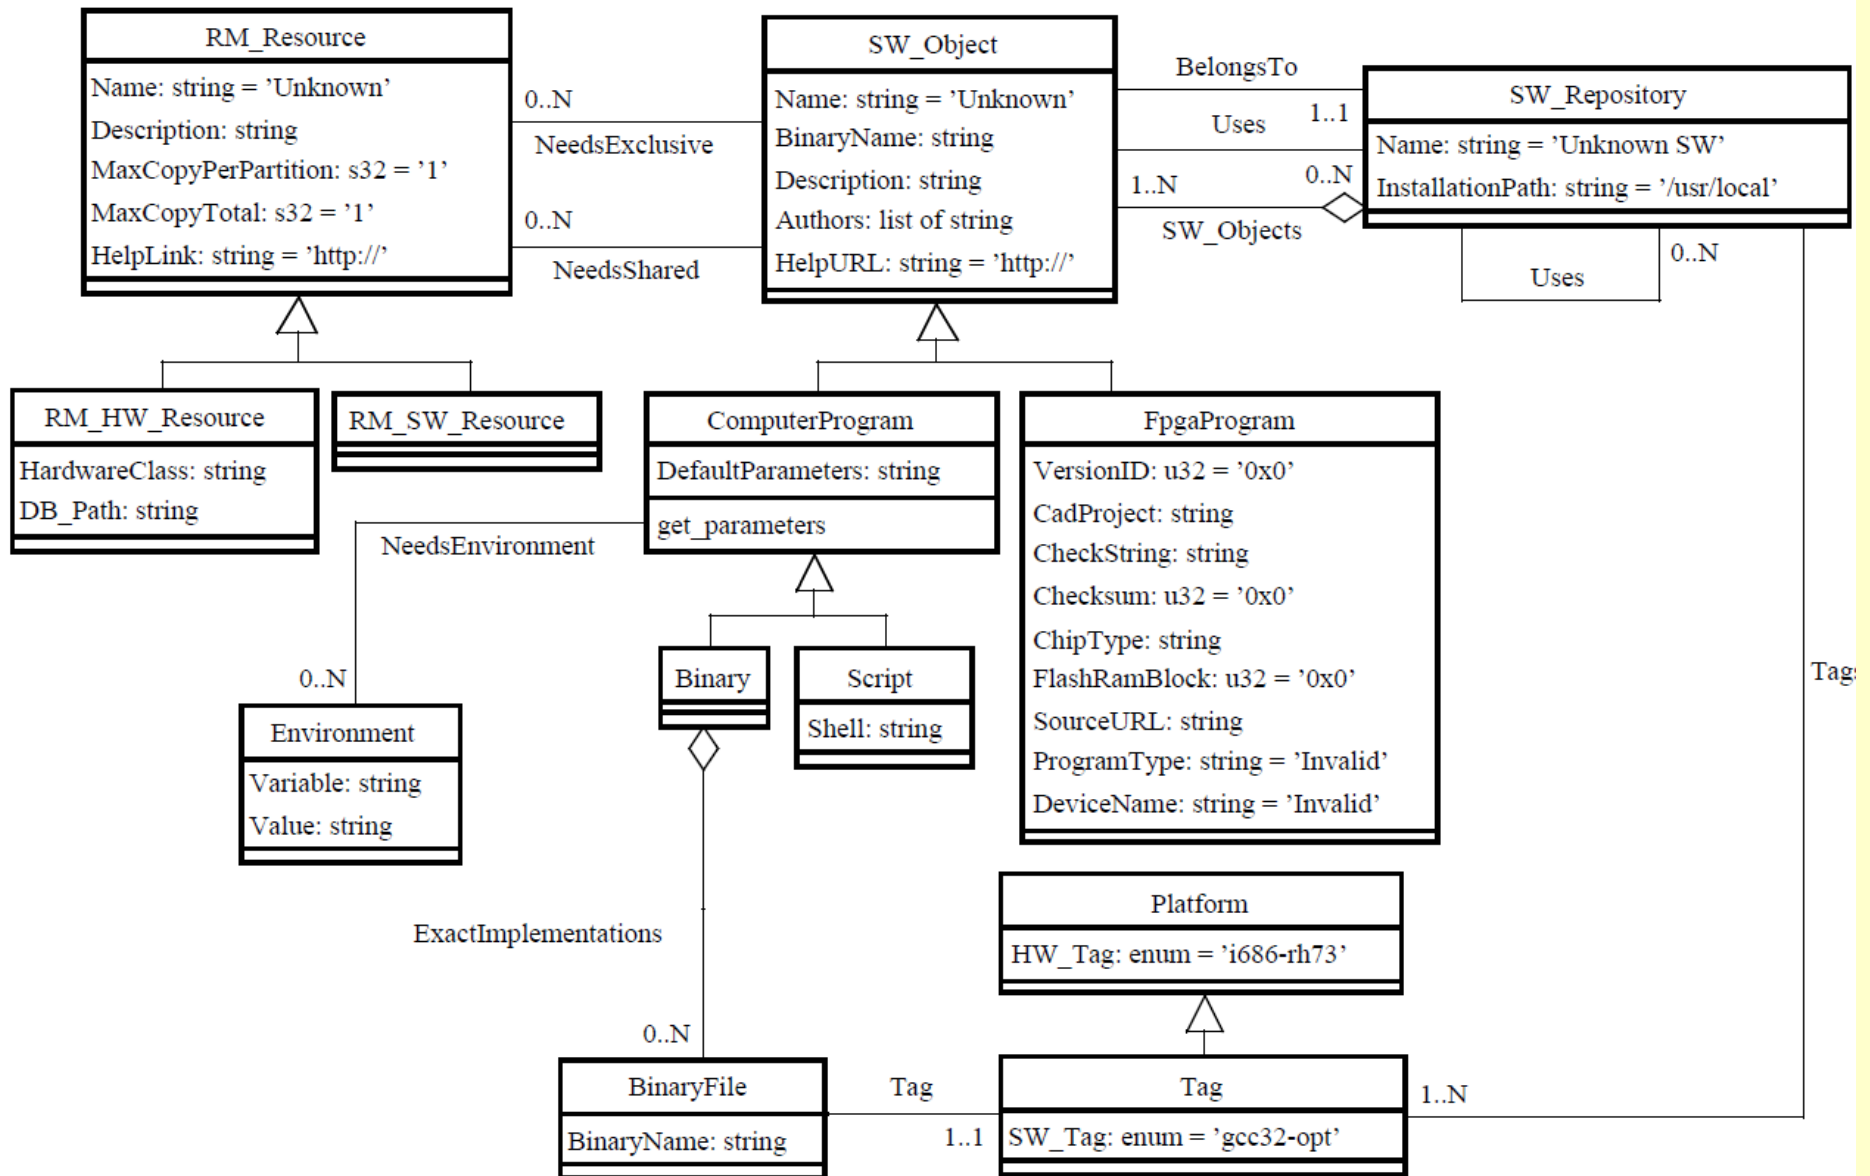 RM_Resource
Name: string = ’Unknown’
Description: string
MaxCopyPerPartition: s32 = ’1’
MaxCopyTotal: s32 = ’1’
HelpLink: string = ’http://’
0..N
NeedsExclusive
0..N
NeedsShared
SW_Object
Name: string = ’Unknown’
BinaryName: string
Description: string
Authors: list of string
HelpURL: string = ’http://’
BelongsTo
1..1
Uses
1..N
0..N
SW_Objects
SW_Repository
Name: string = ’Unknown SW’
InstallationPath: string = ’/usr/local’
0..N
Uses
RM_HW_Resource
HardwareClass: string
DB_Path: string
RM_SW_Resource
ComputerProgram
DefaultParameters: string
get_parameters
FpgaProgram
VersionID: u32 = ’0x0’
CadProject: string
CheckString: string
Checksum: u32 = ’0x0’
ChipType: string
FlashRamBlock: u32 = ’0x0’
SourceURL: string
ProgramType: string = ’Invalid’
DeviceName: string = ’Invalid’
NeedsEnvironment
0..N
Environment
Variable: string
Value: string
Binary
Script
Shell: string
Tags
ExactImplementations
0..N
Platform
HW_Tag: enum = ’i686-rh73’
BinaryFile
BinaryName: string
Tag
1..1
Tag
SW_Tag: enum = ’gcc32-opt’
1..N